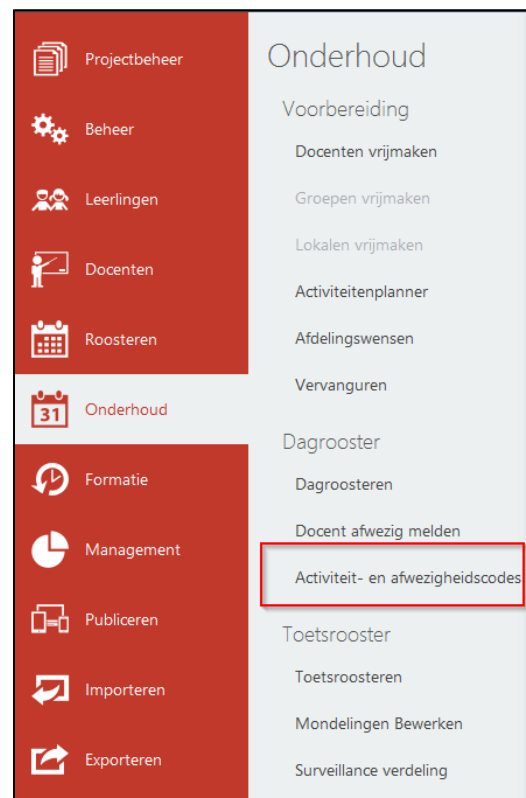 Projectbeheer
Beheer
Leerlingen
Docenten
Roosteren
31
Onderhoud
Formatie
Management
Publiceren
Importeren
Exporteren
Onderhoud
Voorbereiding
Docenten vrijmaken
Groepen vrijmaken
Lokalen vrijmaken
Activiteitenplanner
Afdelingswensen
Vervanguren
Dagrooster
Dagroosteren
Docent afwezig melden
Activiteit- en afwezigheidscodes
Toetsrooster
Toetsroosteren
Mondelingen Bewerken
Surveillance verdeling